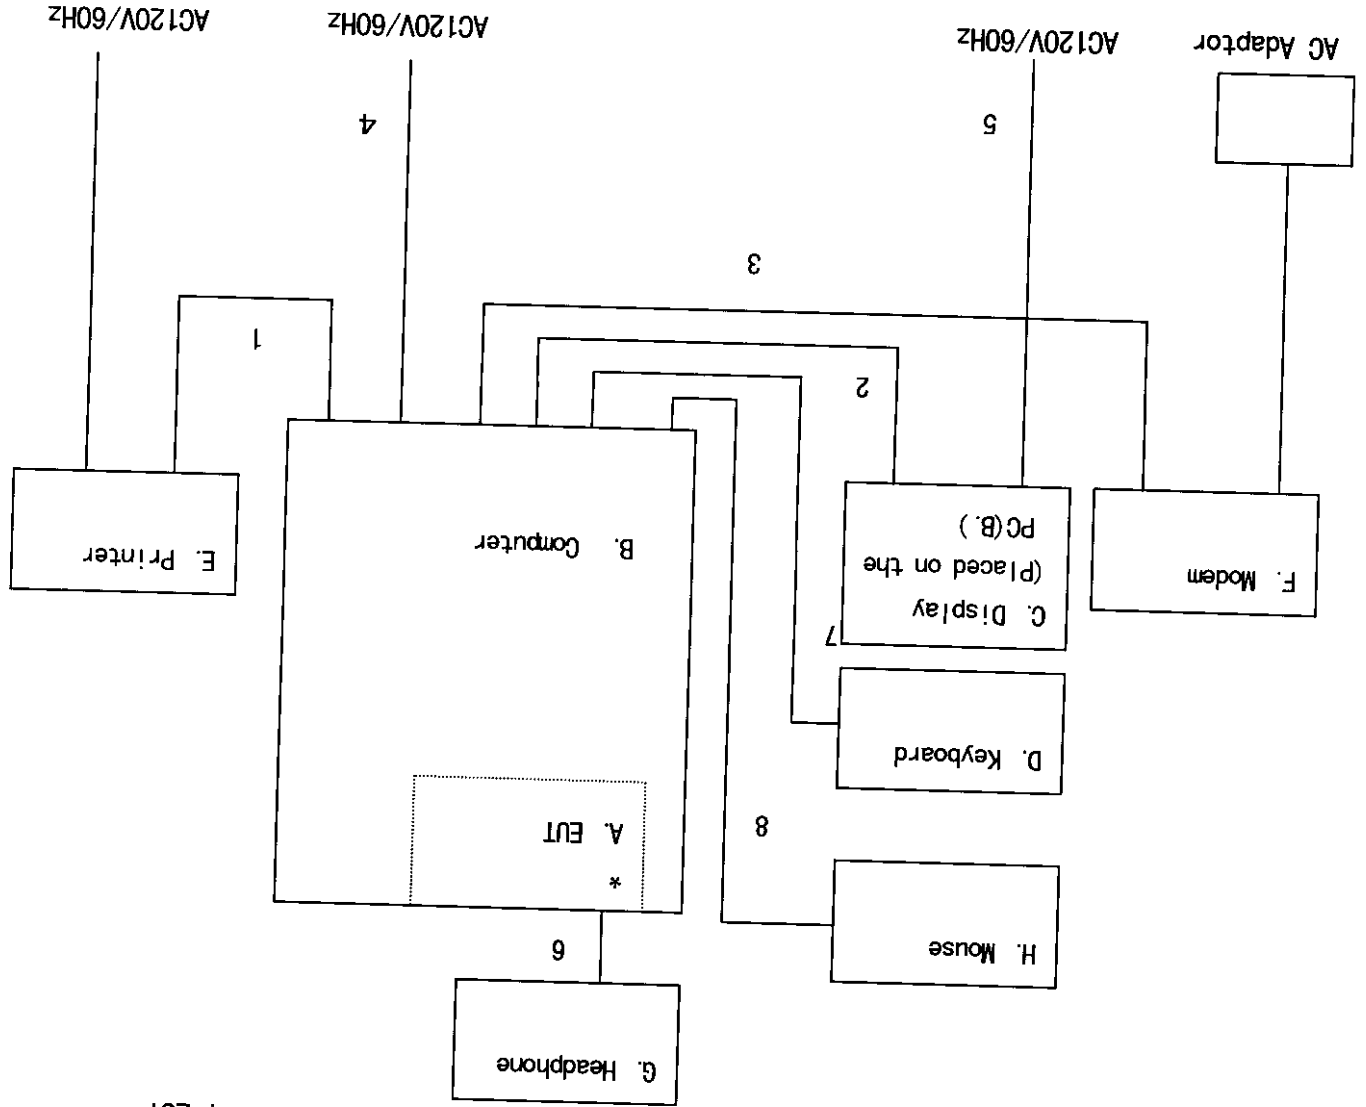 G. Headphone
6
H. Mouse
*
A. EUT
8
D. Keyboard
7
C. Display
(Placed on the
PC(B.)
F. Modem
B. Computer
E. Printer
2
1
3
5
4
AC Adaptor
AC120V/60Hz
AC120V/60Hz
AC120V/60Hz